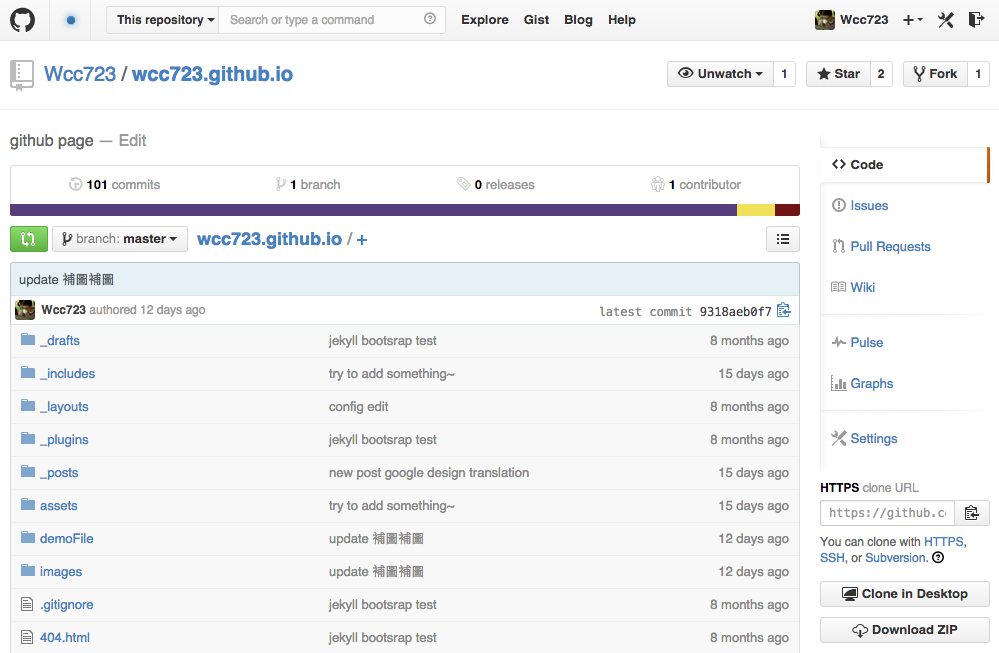 This repository Search or type a command Explore Gist Blog Help Wcc723
Wcc723 / wcc723.github.io Unwatch 1 Star 2 Fork 1
github page — Edit
101 commits 1 branch 0 releases 1 contributor
branch: master wcc723.github.io / +
update 補圖補圖
Wcc723 authored 12 days ago latest commit 9318aeb0f7
_drafts jekyll bootsrap test 8 months ago
_includes try to add something~ 15 days ago
_layouts config edit 8 months ago
_plugins jekyll bootsrap test 8 months ago
_posts new post google design translation 15 days ago
assets try to add something~ 15 days ago
demoFile update 補圖補圖 12 days ago
images update 補圖補圖 12 days ago
.gitignore jekyll bootsrap test 8 months ago
404.html jekyll bootsrap test 8 months ago
Code
Issues
Pull Requests
Wiki
Pulse
Graphs
Settings
HTTPS clone URL
https://github.c
You can clone with HTTPS,
SSH, or Subversion.
Clone in Desktop
Download ZIP